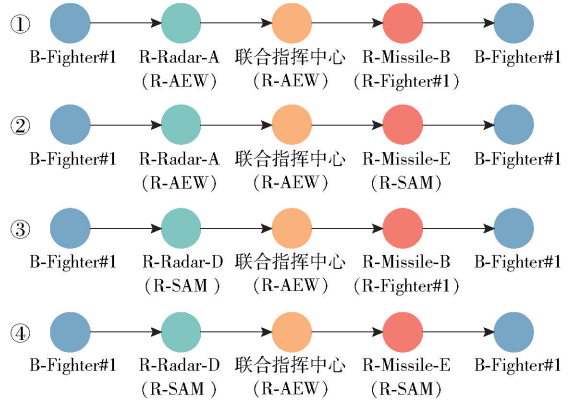 ①
B-Fighter#1 R-Radar-A 联合指挥中心 R-Missile-B B-Fighter#1
(R-AEW) (R-AEW) (R-Fighter#1)
②
B-Fighter#1 R-Radar-A 联合指挥中心 R-Missile-E B-Fighter#1
(R-AEW) (R-AEW) (R-SAM)
③
B-Fighter#1 R-Radar-D 联合指挥中心 R-Missile-B B-Fighter#1
(R-SAM) (R-AEW) (R-Fighter#1)
④
B-Fighter#1 R-Radar-D 联合指挥中心 R-Missile-E B-Fighter#1
(R-SAM) (R-AEW) (R-SAM)